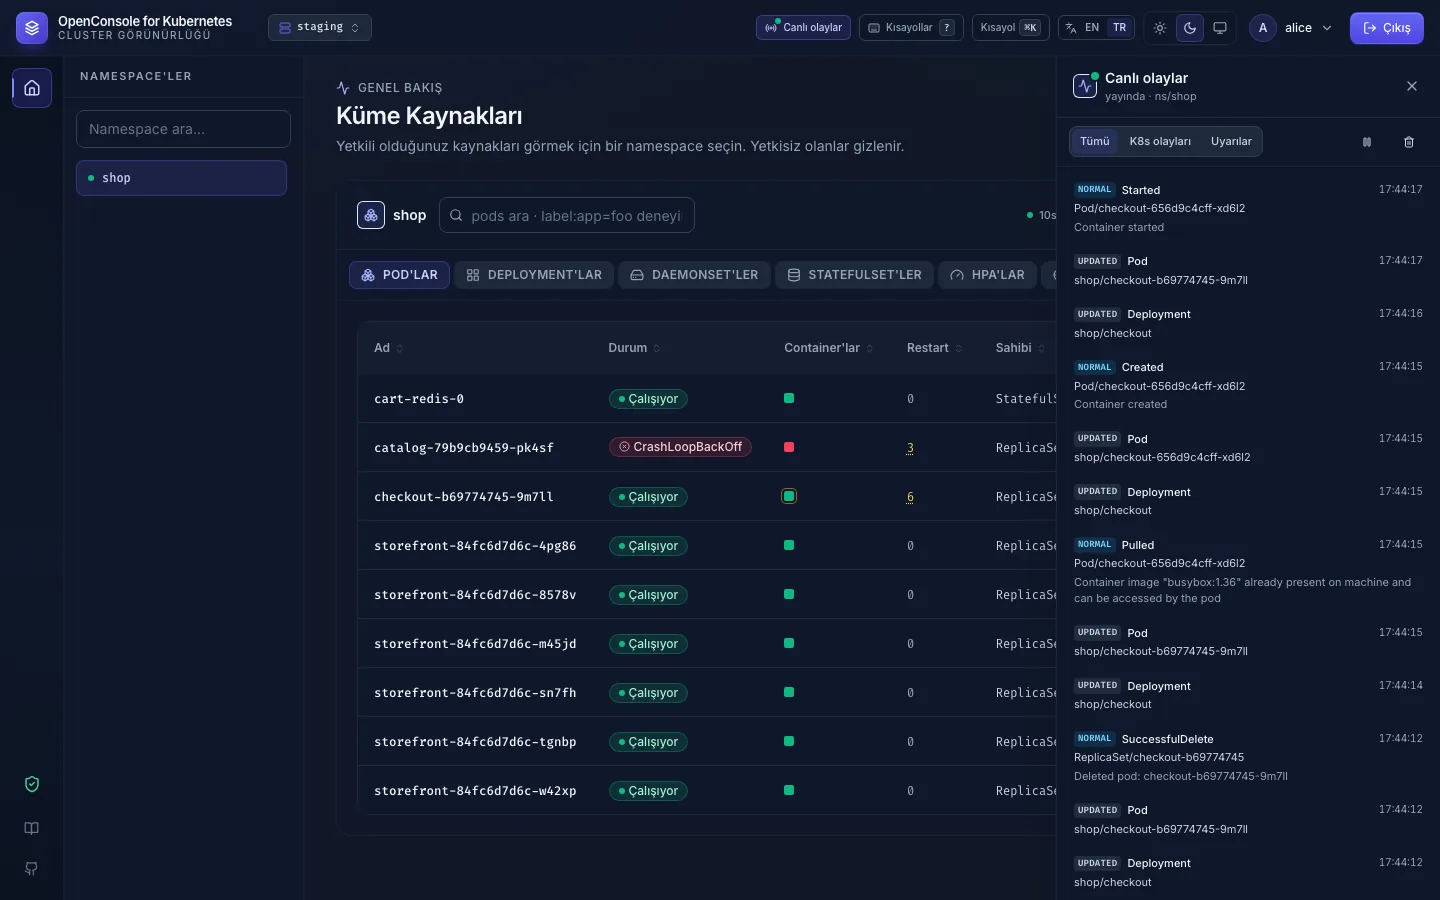 OpenConsole for Kubernetes
CLUSTER GÖRÜNÜRLÜĞÜ
staging
Canlı olaylar
Kısayollar ?
Kısayol ⌘K
EN TR
A alice
Çıkış
NAMESPACE'LER
Namespace ara...
shop
GENEL BAKIŞ
Küme Kaynakları
Yetkili olduğunuz kaynakları görmek için bir namespace seçin. Yetkisiz olanlar gizlenir.
shop
pods ara · label:app=foo deneyi
10s
POD'LAR
DEPLOYMENT'LAR
DAEMONSET'LER
STATEFULSET'LER
HPA'LAR
Ad Durum Container'lar Restart Sahibi
cart-redis-0 Çalışıyor 0 StatefulS
catalog-79b9cb9459-pk4sf CrashLoopBackOff 3 ReplicaSe
checkout-b69774745-9m7ll Çalışıyor 6 ReplicaSe
storefront-84fc6d7d6c-4pg86 Çalışıyor 0 ReplicaSe
storefront-84fc6d7d6c-8578v Çalışıyor 0 ReplicaSe
storefront-84fc6d7d6c-m45jd Çalışıyor 0 ReplicaSe
storefront-84fc6d7d6c-sn7fh Çalışıyor 0 ReplicaSe
storefront-84fc6d7d6c-tgnbp Çalışıyor 0 ReplicaSe
storefront-84fc6d7d6c-w42xp Çalışıyor 0 ReplicaSe
Canlı olaylar
yayında · ns/shop
Tümü K8s olayları Uyarılar
NORMAL Started 17:44:17
Pod/checkout-656d9c4cff-xd6l2
Container started
UPDATED Pod 17:44:17
shop/checkout-b69774745-9m7ll
UPDATED Deployment 17:44:16
shop/checkout
NORMAL Created 17:44:15
Pod/checkout-656d9c4cff-xd6l2
Container created
UPDATED Pod 17:44:15
shop/checkout-656d9c4cff-xd6l2
UPDATED Deployment 17:44:15
shop/checkout
NORMAL Pulled 17:44:15
Pod/checkout-656d9c4cff-xd6l2
Container image "busybox:1.36" already present on machine and
can be accessed by the pod
UPDATED Pod 17:44:15
shop/checkout-b69774745-9m7ll
UPDATED Deployment 17:44:14
shop/checkout
NORMAL SuccessfulDelete 17:44:12
ReplicaSet/checkout-b69774745
Deleted pod: checkout-b69774745-9m7ll
UPDATED Pod 17:44:12
shop/checkout-b69774745-9m7ll
UPDATED Deployment 17:44:12
shop/checkout